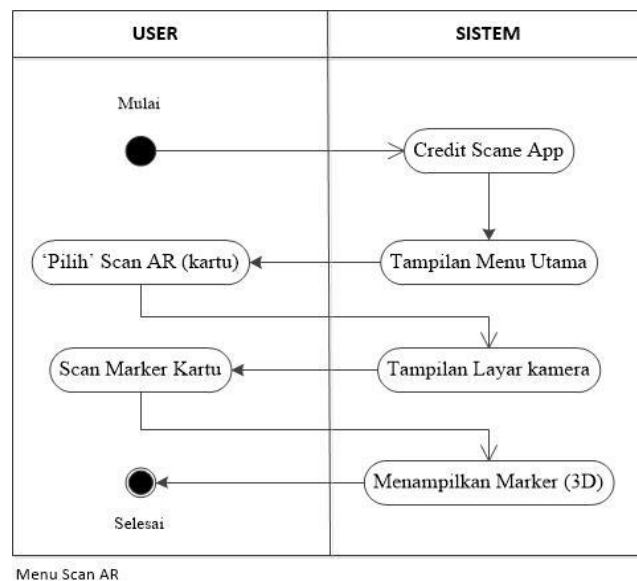 USER
SISTEM
Mulai
Credit Scane App
‘Pilih’ Scan AR (kartu)
Tampilan Menu Utama
Scan Marker Kartu
Tampilan Layar kamera
Menampilkan Marker (3D)
Selesai
Menu Scan AR